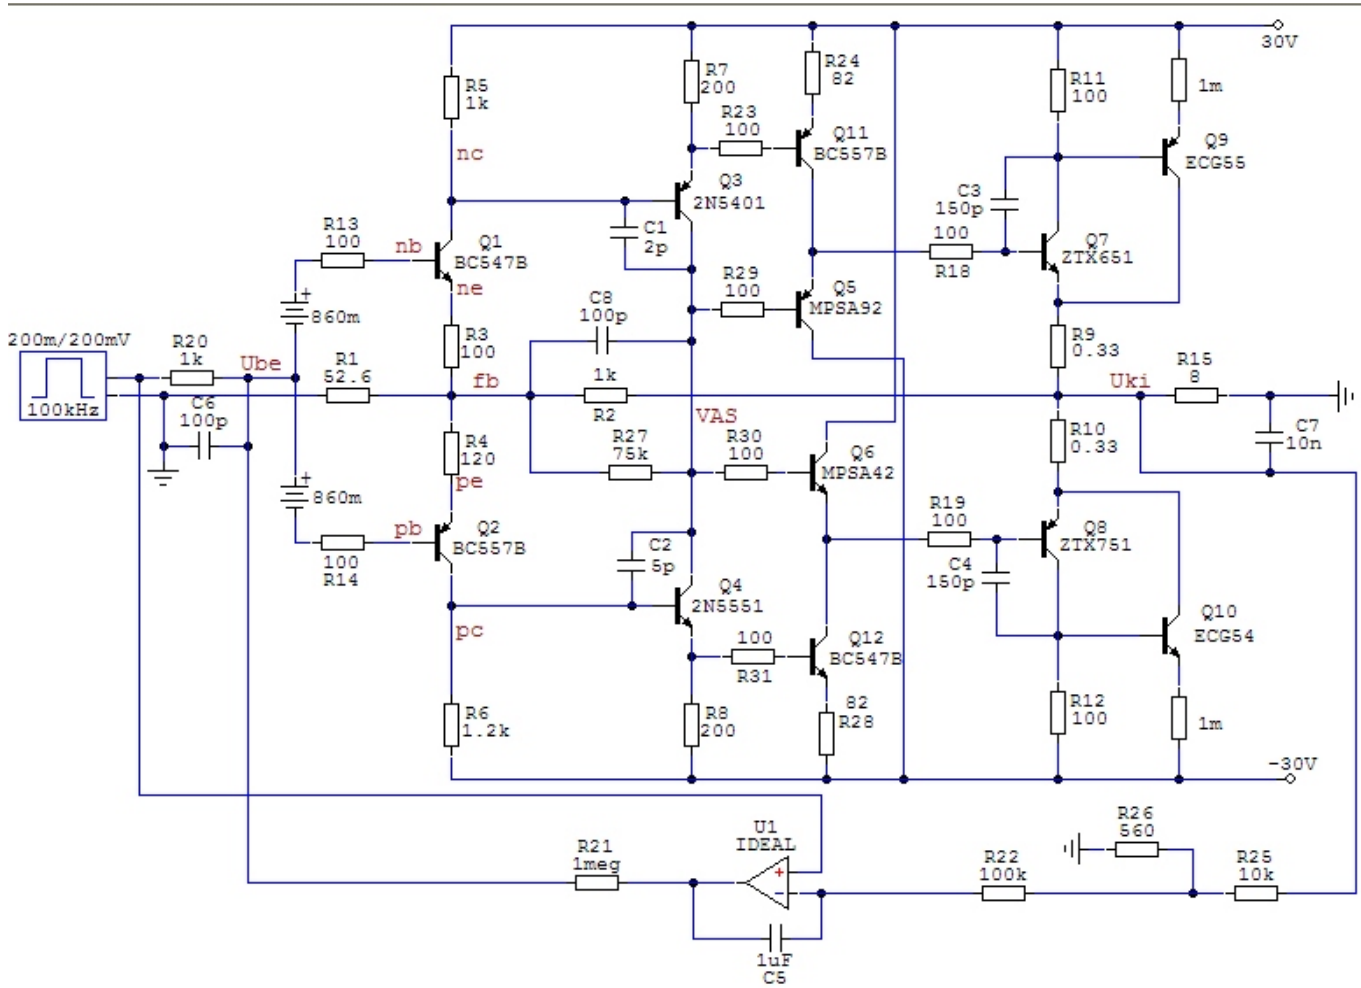 30V
R5
1k
R7
200
R24
82
R11
100
1m
R23
100
Q11
BC557B
Q9
ECG55
nc
Q3
2N5401
C3
150p
C1
2p
100
R18
Q7
ZTX651
R13
100
nb
Q1
BC547B
ne
R29
100
Q5
MPSA92
+
860m
C8
100p
R3
100
R9
0.33
200m/200mV
100kHz
R20
1k
Ube
R1
52.6
fb
1k
R2
Uki
R15
8
C6
100p
VAS
R4
120
pe
R27
75k
R30
100
Q6
MPSA42
R10
0.33
C7
10n
+
860m
pb
Q2
BC557B
100
R14
C2
5p
R19
100
C4
150p
Q8
ZTX751
Q4
2N5551
Q10
ECG54
pc
100
R31
Q12
BC547B
R6
1.2k
R8
200
82
R28
R12
100
1m
-30V
U1
IDEAL
+
-
R21
1meg
R22
100k
R26
560
R25
10k
1uF
C5